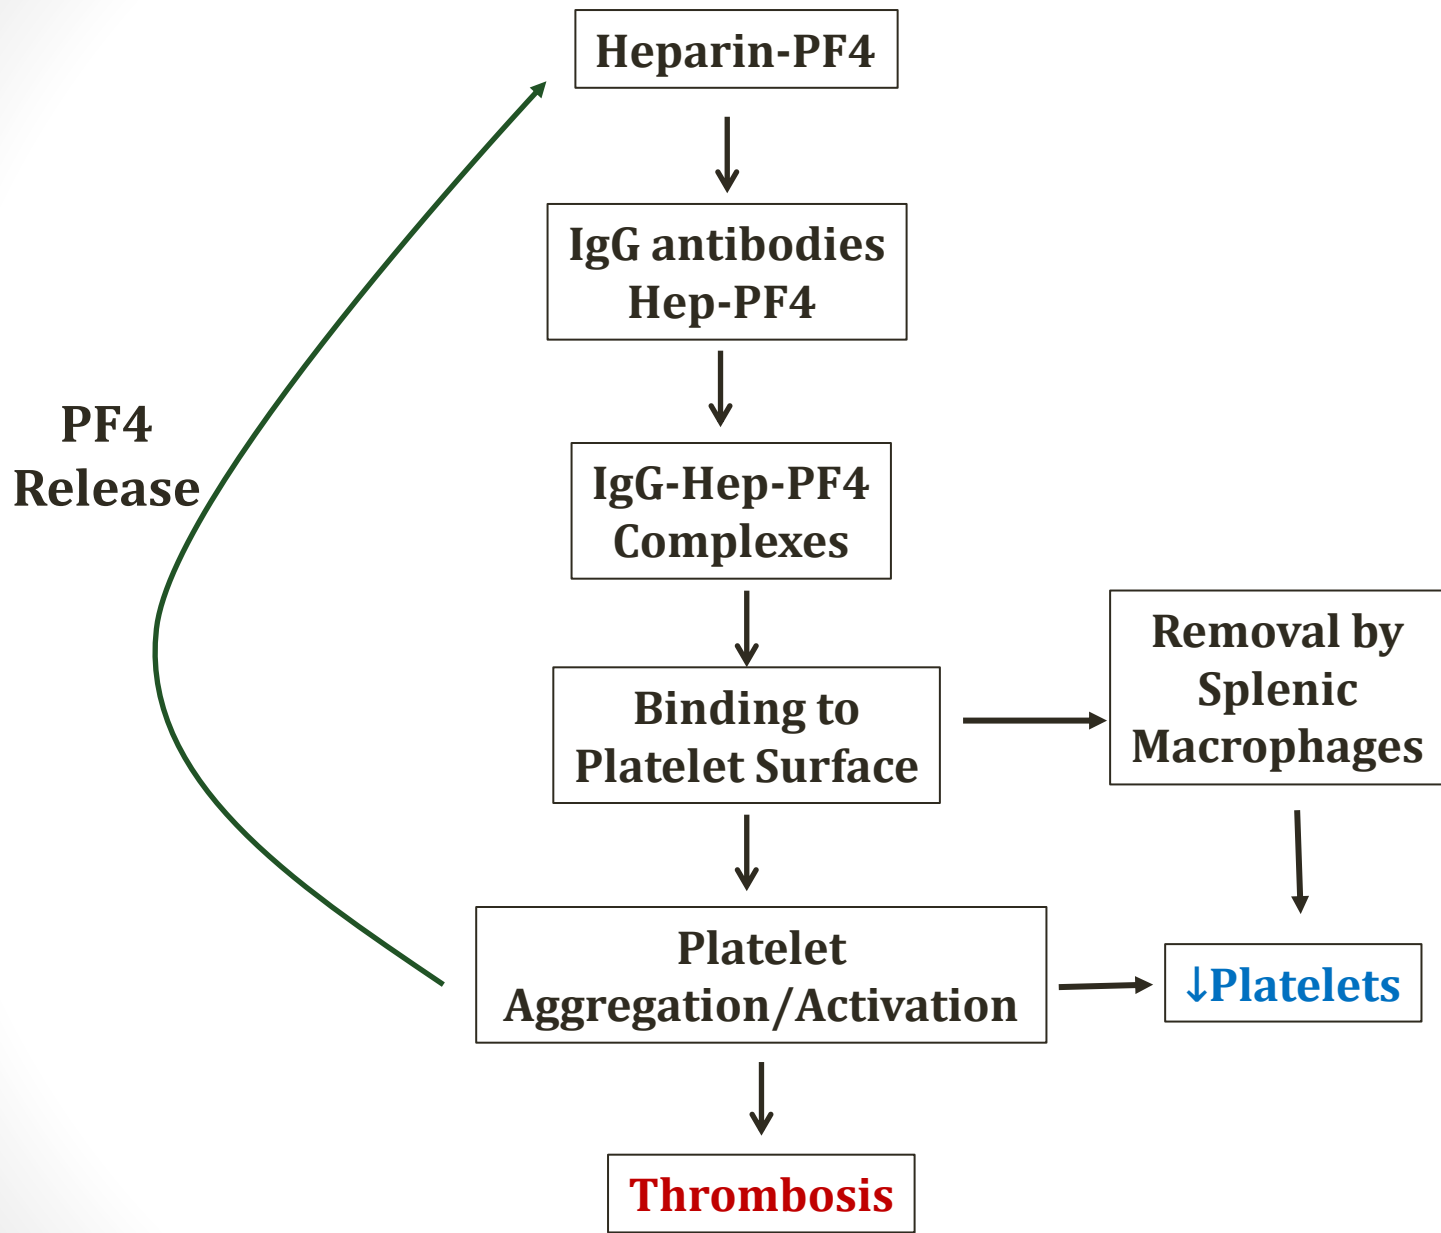 Heparin-PF4
IgG antibodies
Hep-PF4
PF4
Release
IgG-Hep-PF4
Complexes
Binding to
Platelet Surface
Removal by
Splenic
Macrophages
Platelet
Aggregation/Activation
↓Platelets
Thrombosis